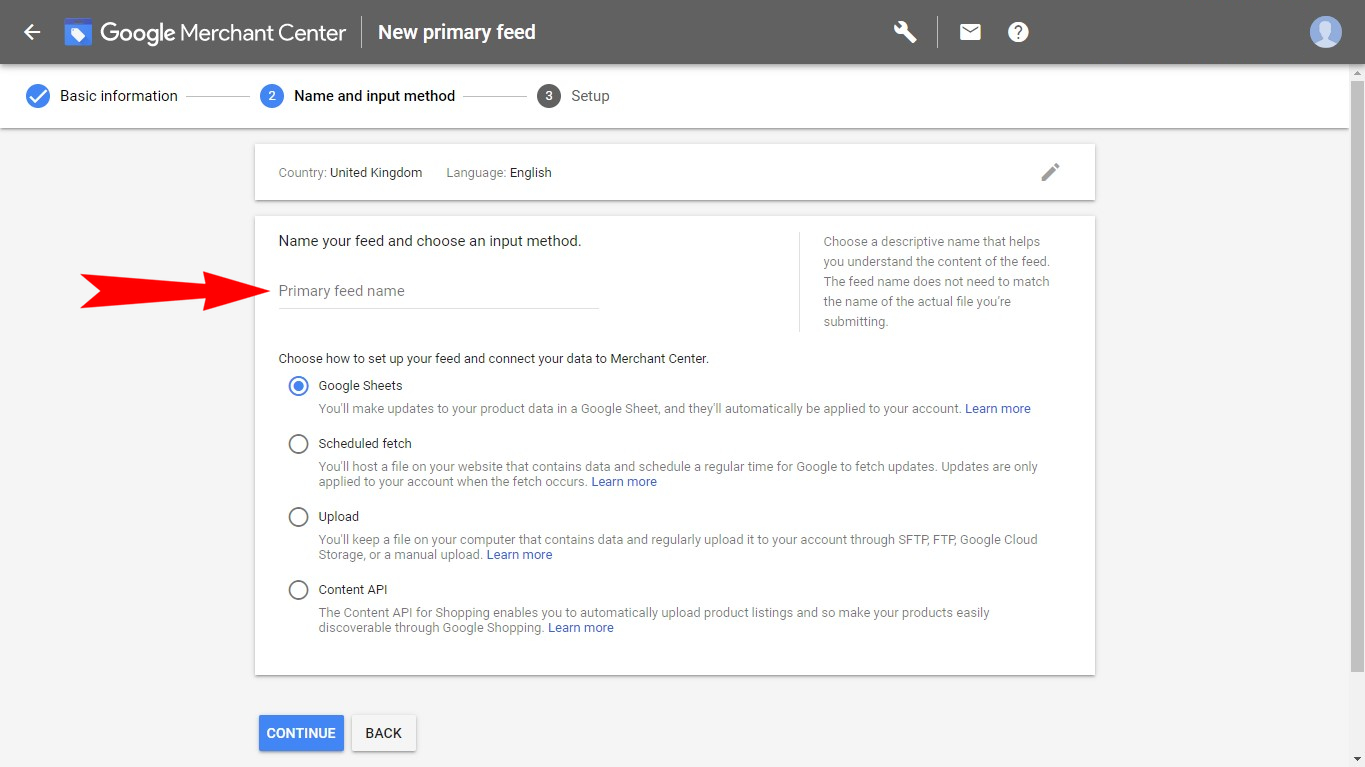 Google Merchant Center New primary feed
Basic information 2 Name and input method 3 Setup
Country: United Kingdom Language: English
Name your feed and choose an input method.
Primary feed name
Choose a descriptive name that helps
you understand the content of the feed.
The feed name does not need to match
the name of the actual file you're
submitting.
Choose how to set up your feed and connect your data to Merchant Center.
Google Sheets
You'll make updates to your product data in a Google Sheet, and they'll automatically be applied to your account. Learn more
Scheduled fetch
You'll host a file on your website that contains data and schedule a regular time for Google to fetch updates. Updates are only
applied to your account when the fetch occurs. Learn more
Upload
You'll keep a file on your computer that contains data and regularly upload it to your account through SFTP, FTP, Google Cloud
Storage, or a manual upload. Learn more
Content API
The Content API for Shopping enables you to automatically upload product listings and so make your products easily
discoverable through Google Shopping. Learn more
CONTINUE BACK